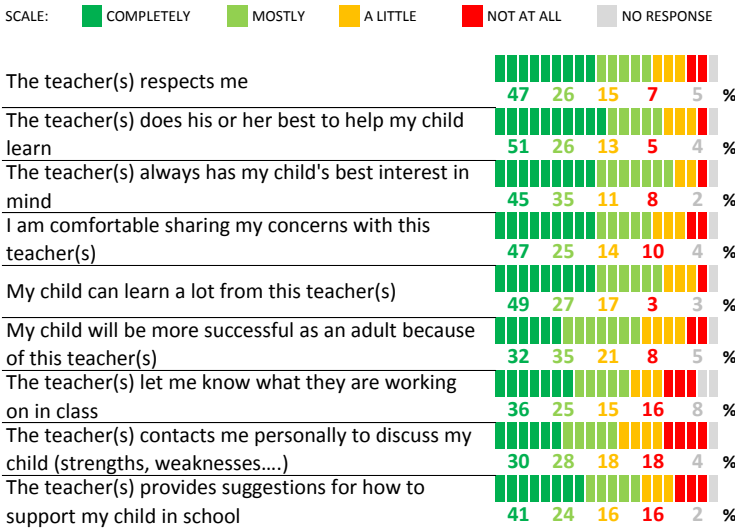 SCALE: COMPLETELY MOSTLY A LITTLE NOT AT ALL NO RESPONSE
The teacher(s) respects me
47 26 15 7 5 %
The teacher(s) does his or her best to help my child
learn
51 26 13 5 4 %
The teacher(s) always has my child's best interest in
mind
45 35 11 8 2 %
I am comfortable sharing my concerns with this
teacher(s)
47 25 14 10 4 %
My child can learn a lot from this teacher(s)
49 27 17 3 3 %
My child will be more successful as an adult because
of this teacher(s)
32 35 21 8 5 %
The teacher(s) let me know what they are working
on in class
36 25 15 16 8 %
The teacher(s) contacts me personally to discuss my
child (strengths, weaknesses....)
30 28 18 18 4 %
The teacher(s) provides suggestions for how to
support my child in school
41 24 16 16 2 %